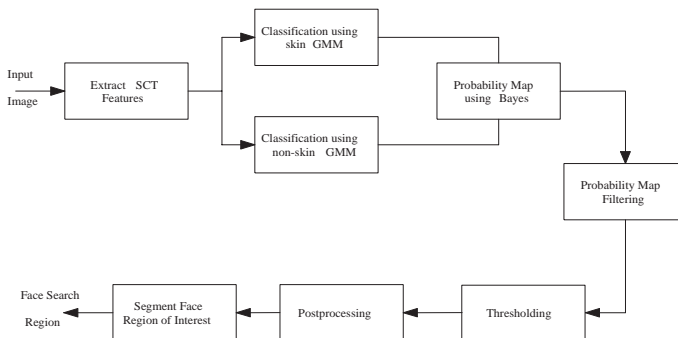 Input
Image
Extract SCT
Features
Classification using
skin GMM
Classification using
non-skin GMM
Probability Map
using Bayes
Probability Map
Filtering
Thresholding
Postprocessing
Segment Face
Region of Interest
Face Search
Region